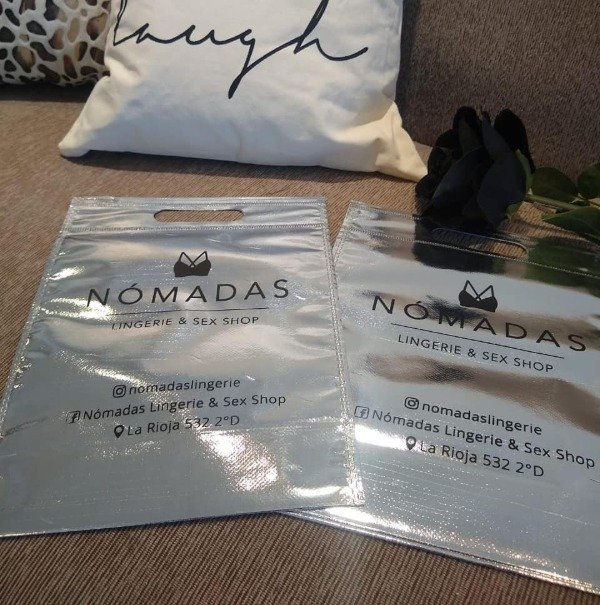 laugh
NÓMADAS
LINGERIE & SEX SHOP
nomadaslingerie
Nómadas Lingerie & Sex Shop
La Rioja 532 2°D
NÓMADAS
LINGERIE & SEX SHOP
nomadaslingerie
Nómadas Lingerie & Sex Shop
La Rioja 532 2°D